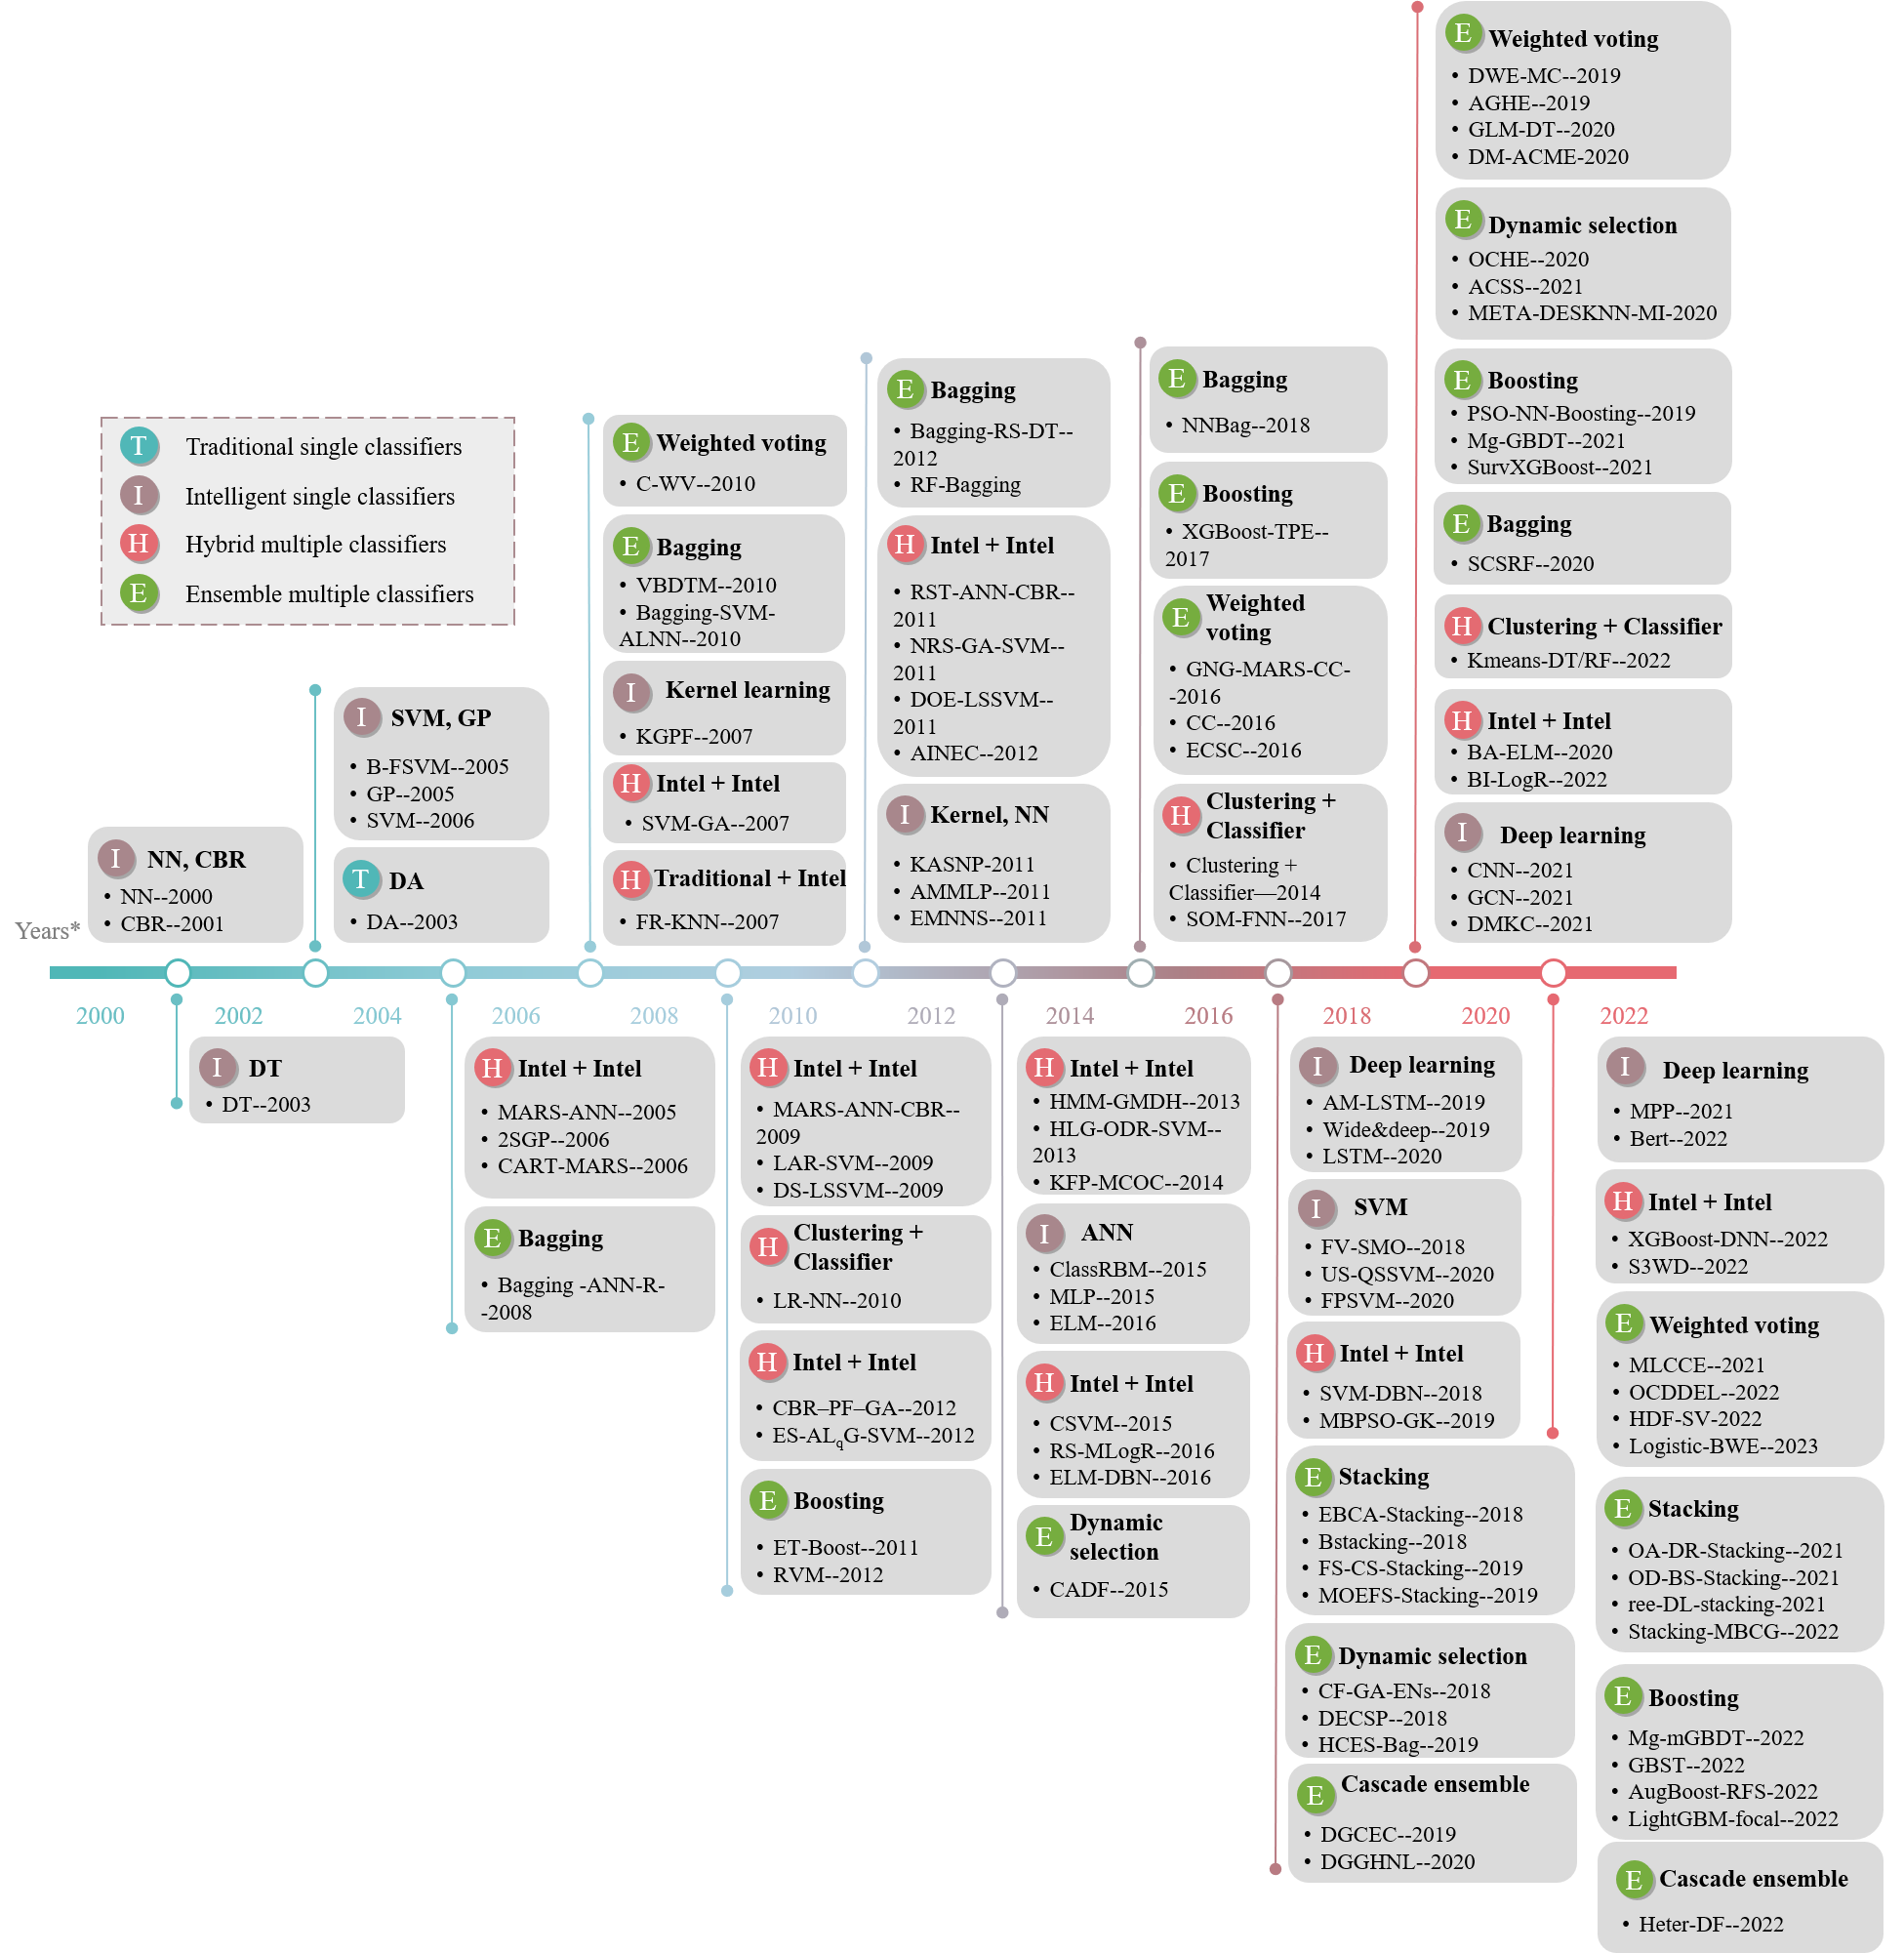 T Traditional single classifiers
I Intelligent single classifiers
H Hybrid multiple classifiers
E Ensemble multiple classifiers
Years*
I NN, CBR
• NN--2000
• CBR--2001
I SVM, GP
• B-FSVM--2005
• GP--2005
• SVM--2006
T DA
• DA--2003
E Weighted voting
• C-WV--2010
E Bagging
• VBDTM--2010
• Bagging-SVM-
ALNN--2010
I Kernel learning
• KGPF--2007
H Intel + Intel
• SVM-GA--2007
H Traditional + Intel
• FR-KNN--2007
E Bagging
• Bagging-RS-DT--
2012
• RF-Bagging
H Intel + Intel
• RST-ANN-CBR--
2011
• NRS-GA-SVM--
2011
• DOE-LSSVM--
2011
• AINEC--2012
I Kernel, NN
• KASNP-2011
• AMMLP--2011
• EMNNS--2011
E Bagging
• NNBag--2018
E Boosting
• XGBoost-TPE--
2017
E Weighted
voting
• GNG-MARS-CC-
-2016
• CC--2016
• ECSC--2016
H Clustering +
Classifier
• Clustering +
Classifier—2014
• SOM-FNN--2017
E Weighted voting
• DWE-MC--2019
• AGHE--2019
• GLM-DT--2020
• DM-ACME-2020
E Dynamic selection
• OCHE--2020
• ACSS--2021
• META-DESKNN-MI-2020
E Boosting
• PSO-NN-Boosting--2019
• Mg-GBDT--2021
• SurvXGBoost--2021
E Bagging
• SCSRF--2020
H Clustering + Classifier
• Kmeans-DT/RF--2022
H Intel + Intel
• BA-ELM--2020
• BI-LogR--2022
I Deep learning
• CNN--2021
• GCN--2021
• DMKC--2021
2000 2002 2004 2006 2008 2010 2012 2014 2016 2018 2020 2022
I DT
• DT--2003
H Intel + Intel
• MARS-ANN--2005
• 2SGP--2006
• CART-MARS--2006
E Bagging
• Bagging -ANN-R-
-2008
H Intel + Intel
• MARS-ANN-CBR--
2009
• LAR-SVM--2009
• DS-LSSVM--2009
H Clustering +
Classifier
• LR-NN--2010
H Intel + Intel
• CBR–PF–GA--2012
• ES-ALqG-SVM--2012
E Boosting
• ET-Boost--2011
• RVM--2012
H Intel + Intel
• HMM-GMDH--2013
• HLG-ODR-SVM--
2013
• KFP-MCOC--2014
I ANN
• ClassRBM--2015
• MLP--2015
• ELM--2016
H Intel + Intel
• CSVM--2015
• RS-MLogR--2016
• ELM-DBN--2016
E Dynamic
selection
• CADF--2015
I Deep learning
• AM-LSTM--2019
• Wide&deep--2019
• LSTM--2020
I SVM
• FV-SMO--2018
• US-QSSVM--2020
• FPSVM--2020
H Intel + Intel
• SVM-DBN--2018
• MBPSO-GK--2019
E Stacking
• EBCA-Stacking--2018
• Bstacking--2018
• FS-CS-Stacking--2019
• MOEFS-Stacking--2019
E Dynamic selection
• CF-GA-ENs--2018
• DECSP--2018
• HCES-Bag--2019
E Cascade ensemble
• DGCEC--2019
• DGGHNL--2020
I Deep learning
• MPP--2021
• Bert--2022
H Intel + Intel
• XGBoost-DNN--2022
• S3WD--2022
E Weighted voting
• MLCCE--2021
• OCDDEL--2022
• HDF-SV-2022
• Logistic-BWE--2023
E Stacking
• OA-DR-Stacking--2021
• OD-BS-Stacking--2021
• ree-DL-stacking-2021
• Stacking-MBCG--2022
E Boosting
• Mg-mGBDT--2022
• GBST--2022
• AugBoost-RFS-2022
• LightGBM-focal--2022
E Cascade ensemble
• Heter-DF--2022